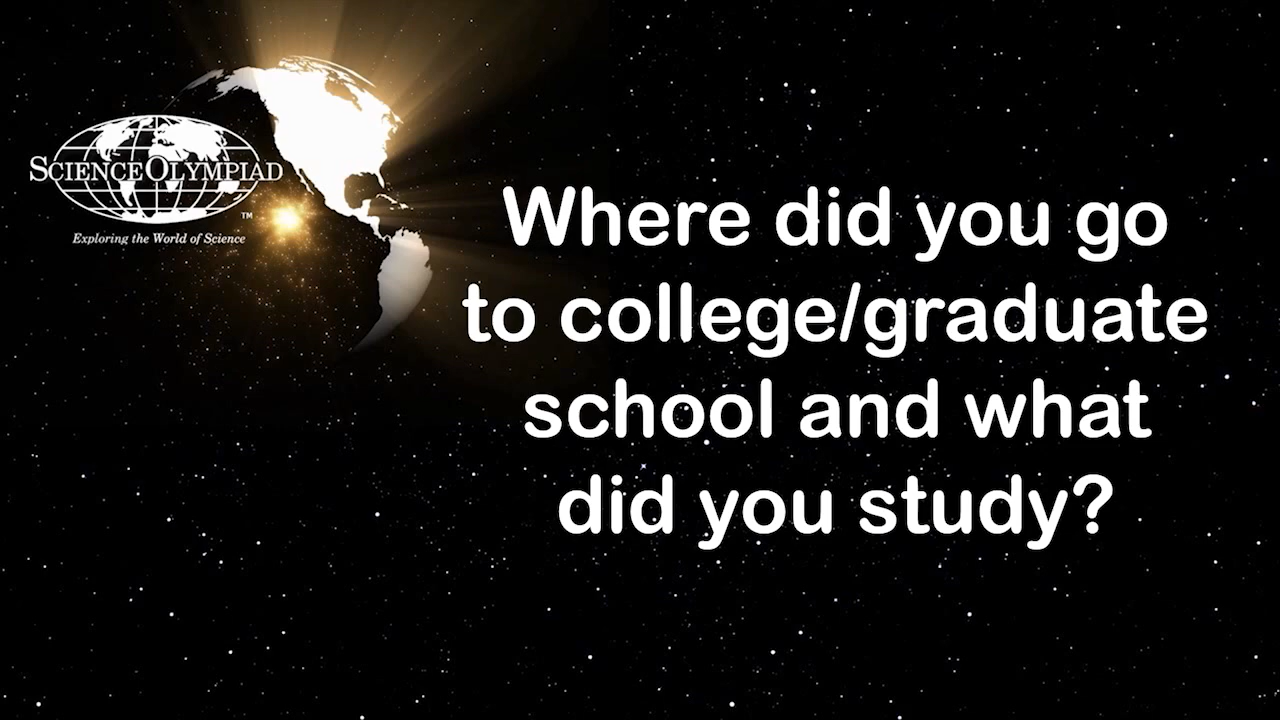 SCIENCE OLYMPIAD
TM
Exploring the World of Science
Where did you go
to college/graduate
school and what
did you study?